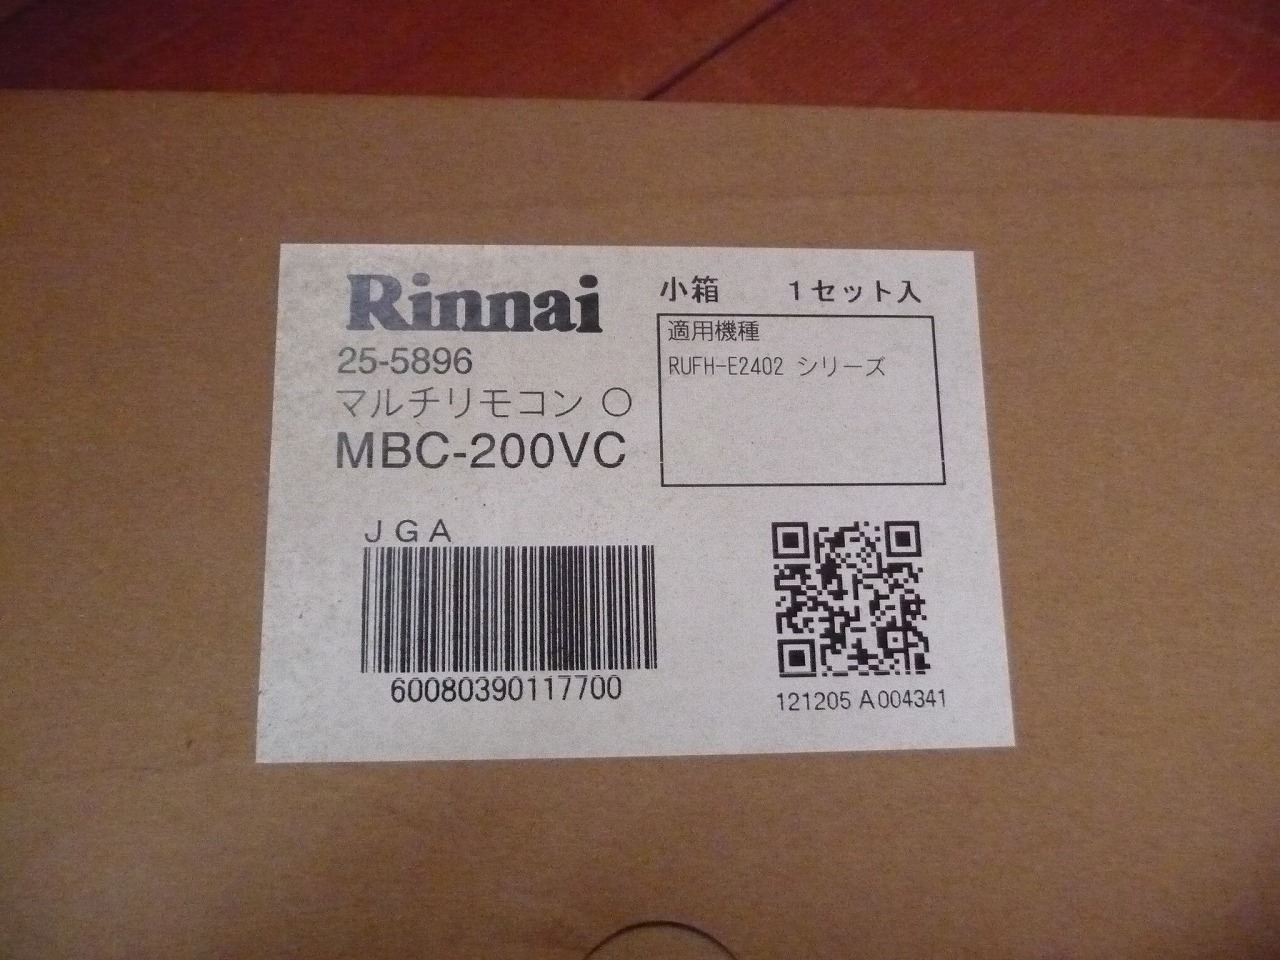 Rinnai
25-5896
マルチリモコン ○
MBC-200VC
小箱 1セット入
適用機種
RUFH-E2402 シリーズ
JGA
60080390117700
121205 A004341